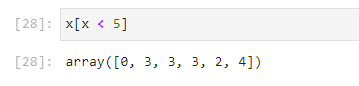 [28]: x[x < 5]
[28]: array([0, 3, 3, 3, 2, 4])